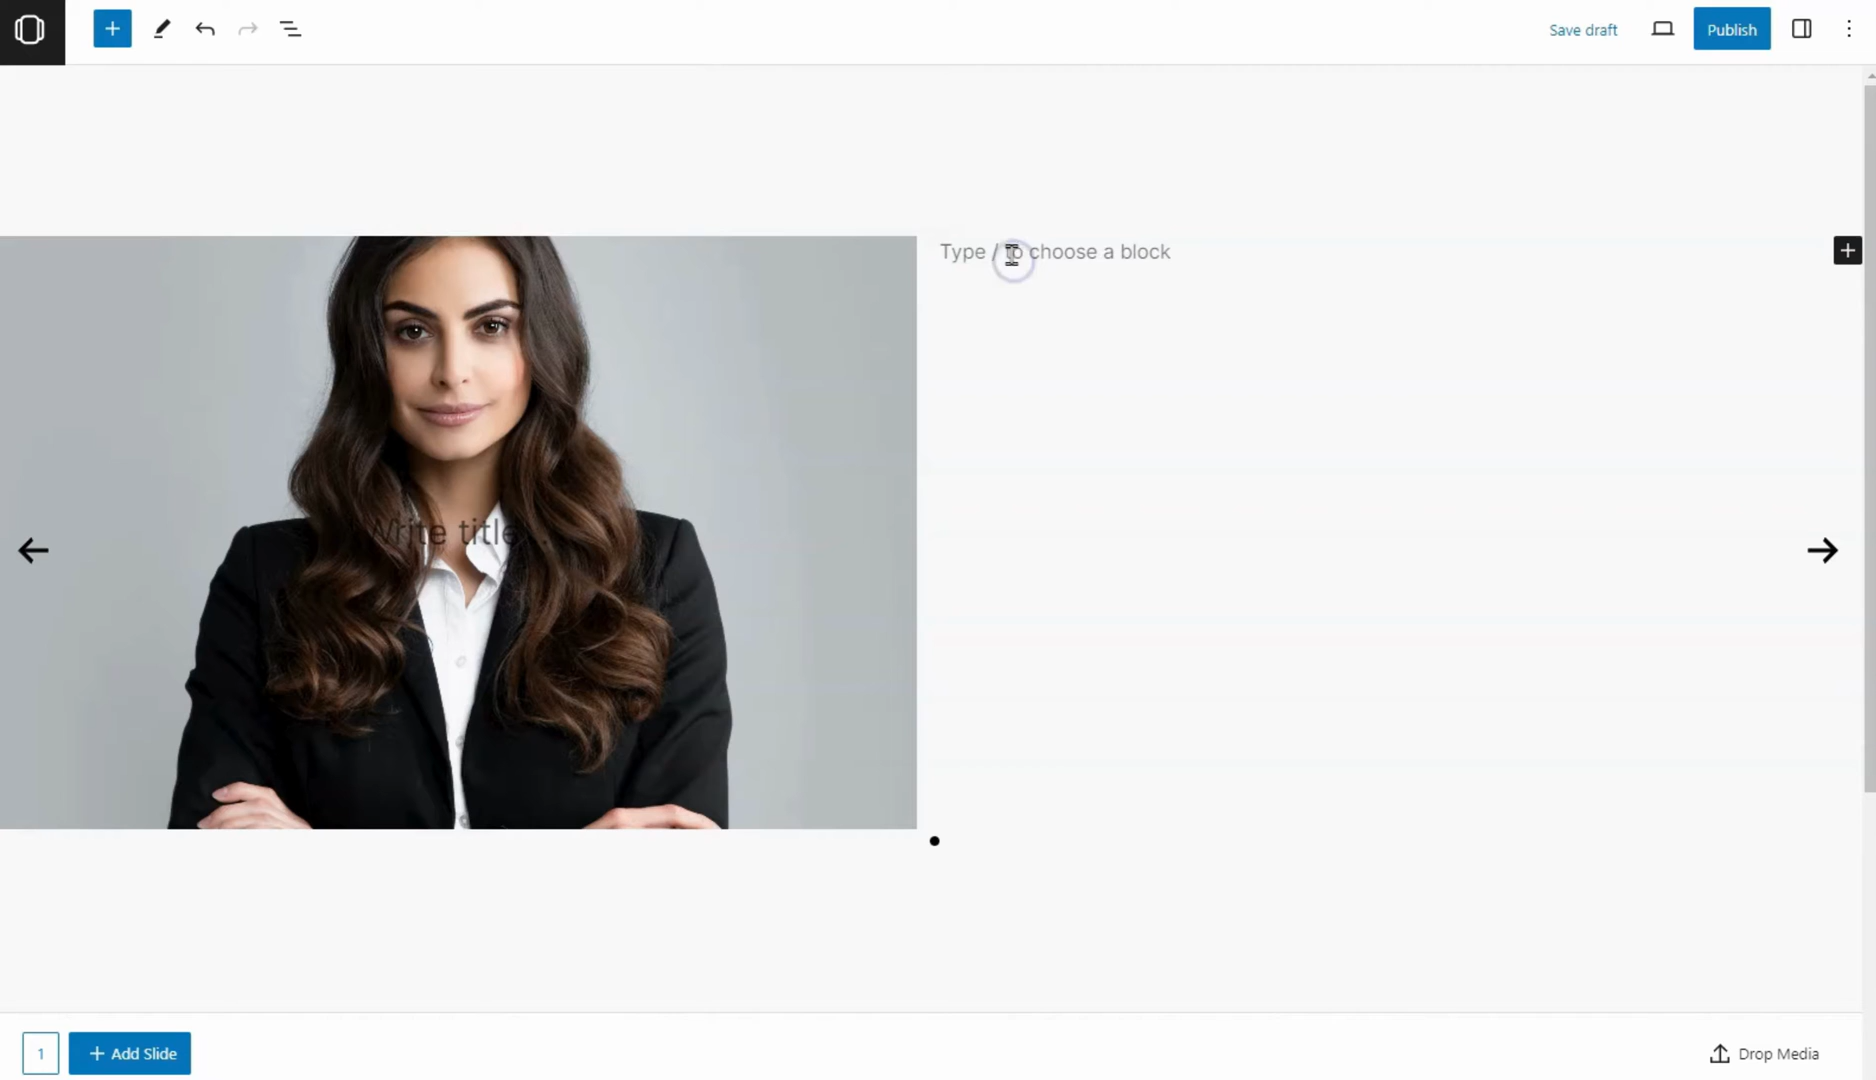 Save draft
Publish
Type / to choose a block
Write title...
1
Add Slide
Drop Media